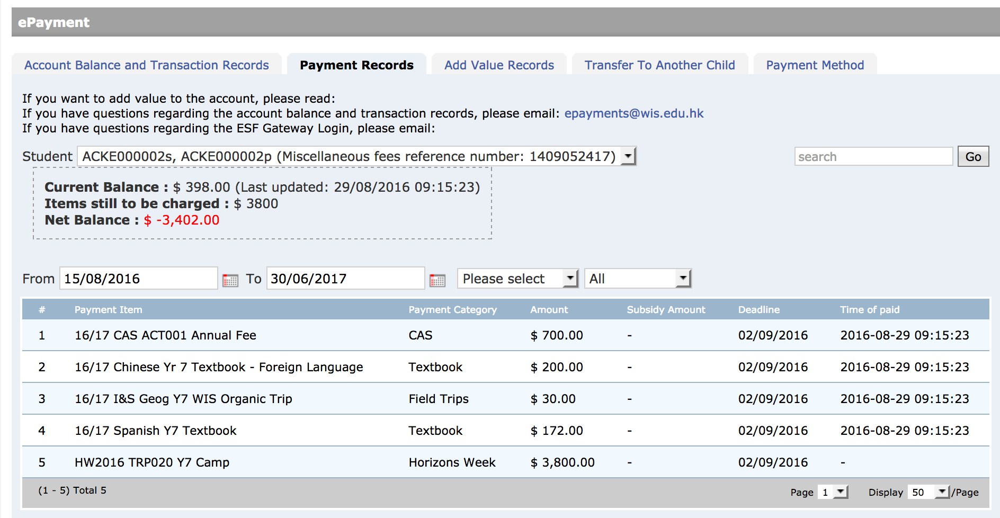 ePayment
Account Balance and Transaction Records Payment Records Add Value Records Transfer To Another Child Payment Method
If you want to add value to the account, please read:
If you have questions regarding the account balance and transaction records, please email: epayments@wis.edu.hk
If you have questions regarding the ESF Gateway Login, please email:
Student ACKE000002s, ACKE000002p (Miscellaneous fees reference number: 1409052417) search Go
Current Balance : $ 398.00 (Last updated: 29/08/2016 09:15:23)
Items still to be charged : $ 3800
Net Balance : $ -3,402.00
From 15/08/2016 To 30/06/2017 Please select All
# Payment Item Payment Category Amount Subsidy Amount Deadline Time of paid
1 16/17 CAS ACT001 Annual Fee CAS $ 700.00 - 02/09/2016 2016-08-29 09:15:23
2 16/17 Chinese Yr 7 Textbook - Foreign Language Textbook $ 200.00 - 02/09/2016 2016-08-29 09:15:23
3 16/17 I&S Geog Y7 WIS Organic Trip Field Trips $ 30.00 - 02/09/2016 2016-08-29 09:15:23
4 16/17 Spanish Y7 Textbook Textbook $ 172.00 - 02/09/2016 2016-08-29 09:15:23
5 HW2016 TRP020 Y7 Camp Horizons Week $ 3,800.00 - 02/09/2016 -
(1 - 5) Total 5 Page 1 Display 50 /Page